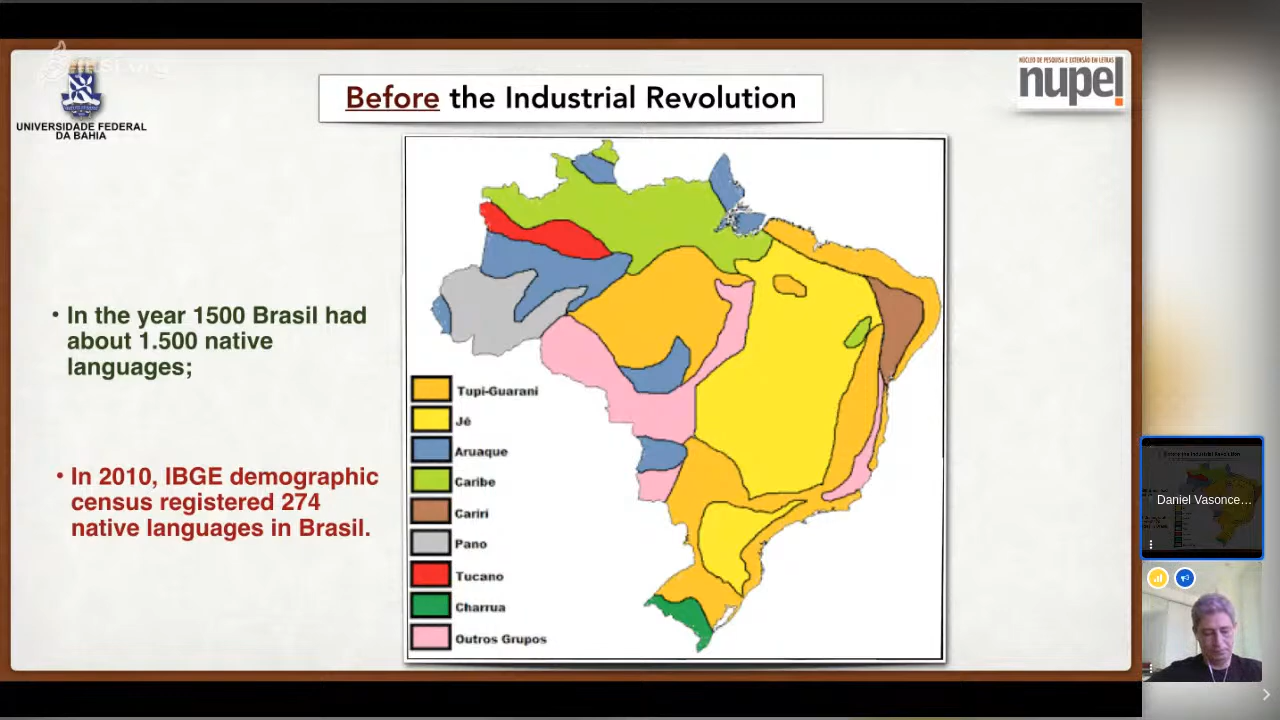 UNIVERSIDADE FEDERAL
DA BAHIA
Before the Industrial Revolution
NÚCLEO DE PESQUISA E EXTENSÃO EM LETRAS
nupel
• In the year 1500 Brasil had
about 1.500 native
languages;
• In 2010, IBGE demographic
census registered 274
native languages in Brasil.
Tupi-Guarani
Jê
Aruaque
Caribe
Cariri
Pano
Tucano
Charrua
Outros Grupos
Daniel Vasonce...